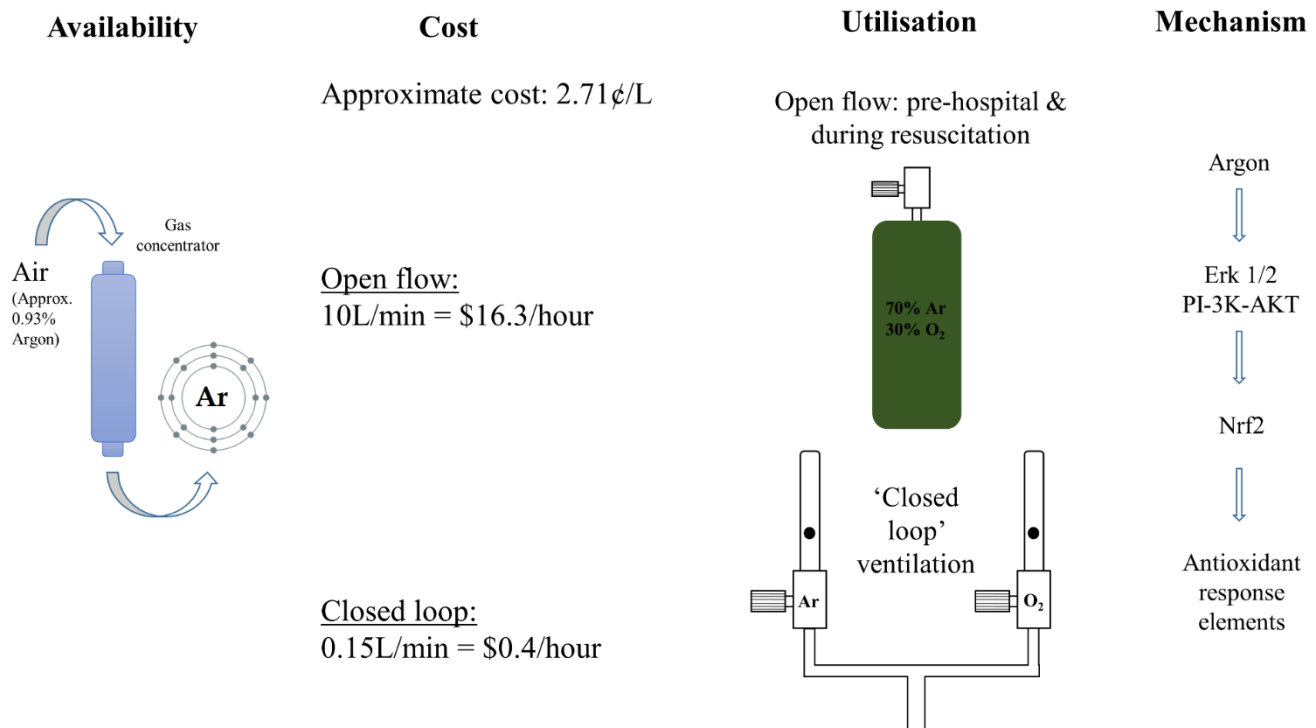 Availability
Cost
Utilisation
Mechanism
Air
(Approx.
0.93%
Argon)
Gas
concentrator
Ar
Approximate cost: 2.71¢/L
Open flow:
10L/min = $16.3/hour
Closed loop:
0.15L/min = $0.4/hour
Open flow: pre-hospital &
during resuscitation
70% Ar
30% O₂
‘Closed
loop’
ventilation
Ar
O₂
Argon
Erk 1/2
PI-3K-AKT
Nrf2
Antioxidant
response
elements